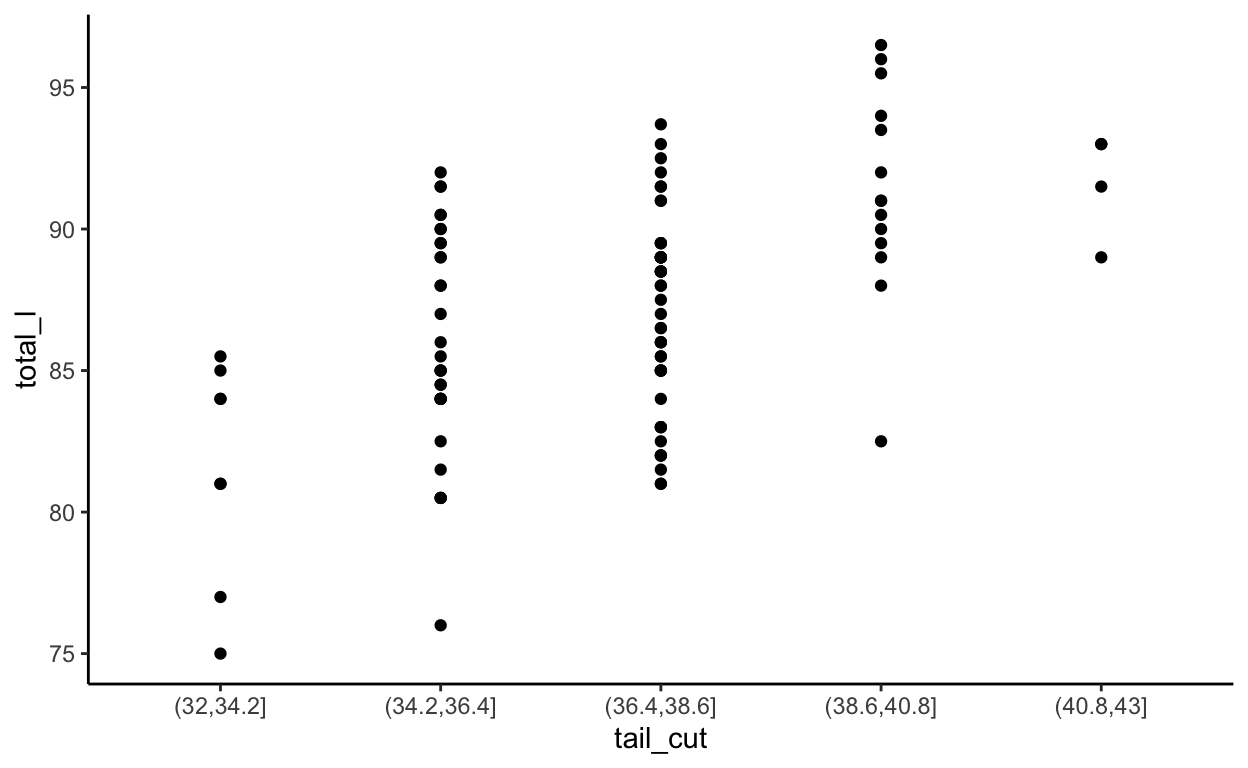 total_l
95
90
85
80
75
(32,34.2] (34.2,36.4] (36.4,38.6] (38.6,40.8] (40.8,43]
tail_cut